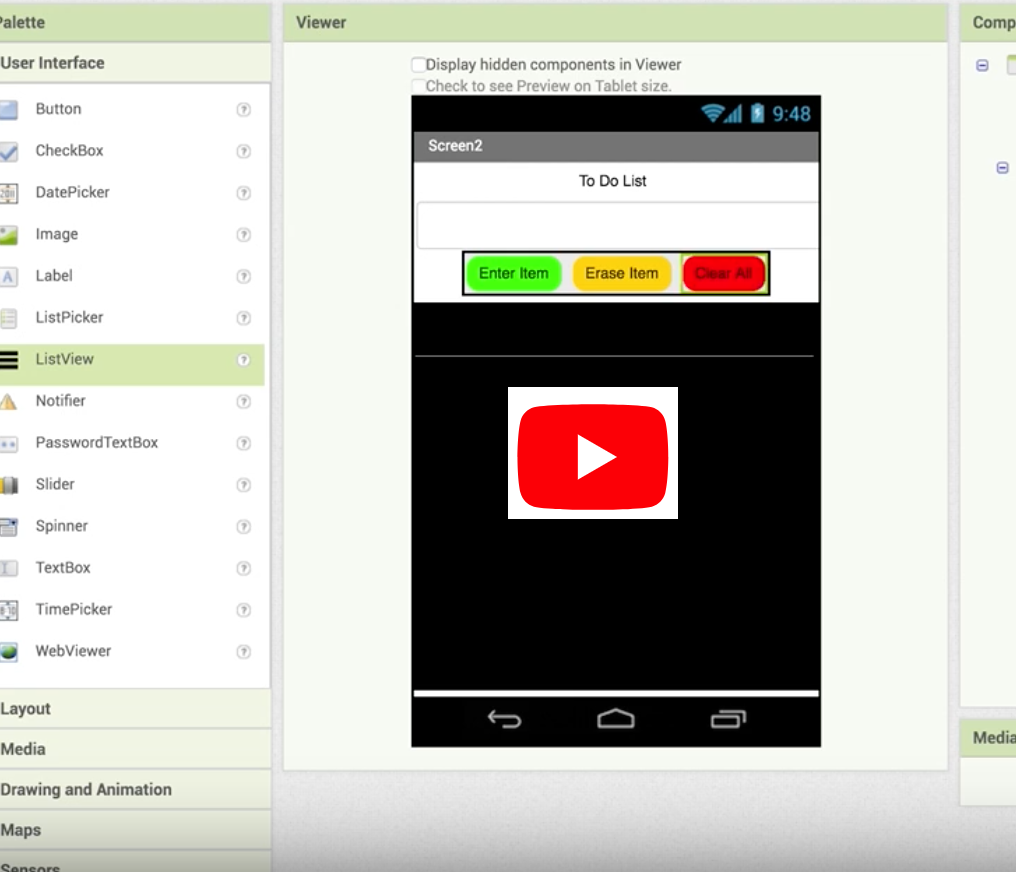 Palette
User Interface
Button
CheckBox
DatePicker
Image
Label
ListPicker
ListView
Notifier
PasswordTextBox
Slider
Spinner
TextBox
TimePicker
WebViewer
Layout
Media
Drawing and Animation
Maps
Sensors
Viewer
Display hidden components in Viewer
Check to see Preview on Tablet size.
9:48
Screen2
To Do List
Enter Item Erase Item Clear All
Comp
Media